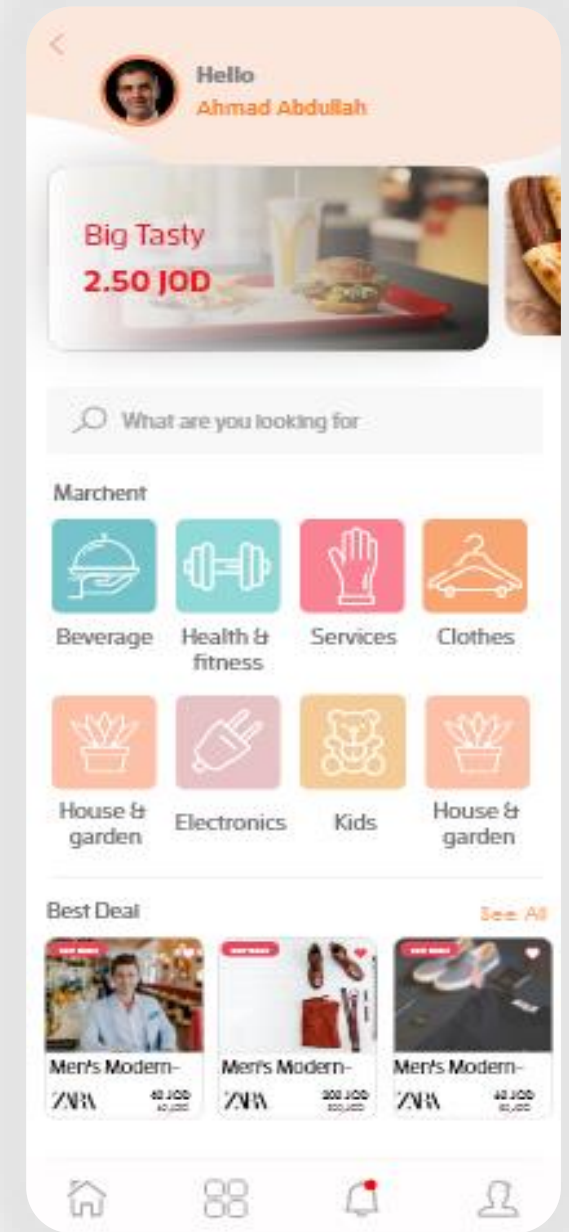 Hello
Ahmad Abdullah
Big Tasty
2.50 JOD
What are you looking for
Marchent
Beverage
Health &
fitness
Services
Clothes
House &
garden
Electronics
Kids
House &
garden
Best Deal
See All
Men's Modern-
Men's Modern-
Men's Modern-
ZARA
ZARA
ZARA